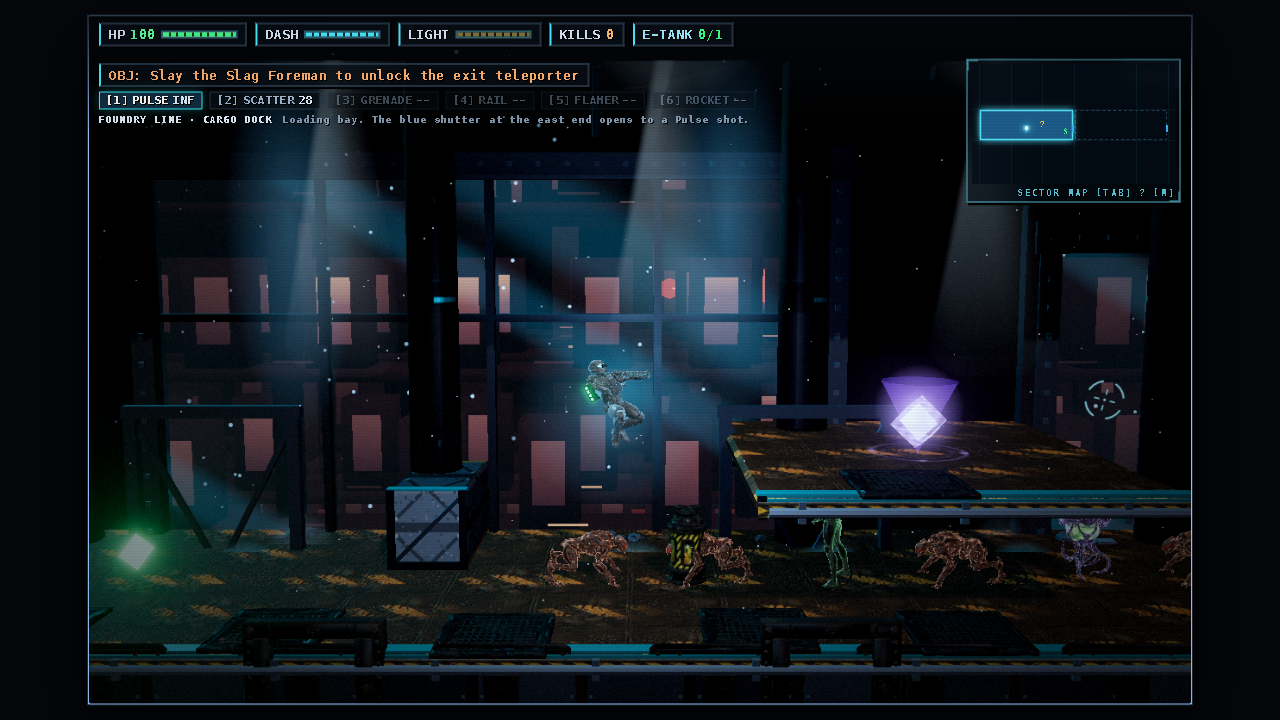 HP 100
DASH
LIGHT
KILLS 0
E-TANK 0/1
OBJ: Slay the Slag Foreman to unlock the exit teleporter
[1] PULSE INF [2] SCATTER 28 [3] GRENADE -- [4] RAIL -- [5] FLAMER -- [6] ROCKET --
FOUNDRY LINE · CARGO DOCK Loading bay. The blue shutter at the east end opens to a Pulse shot.
?
S
SECTOR MAP [TAB] ? [M]